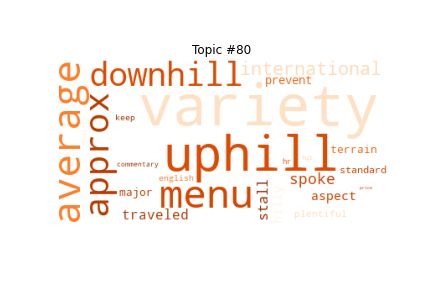 Topic #80
downhill
international
prevent
variety
average
approx
keep
uphill
terrain
commentary
hr
standard
english
menu
spoke
major
aspect
price
stall
traveled
plentiful